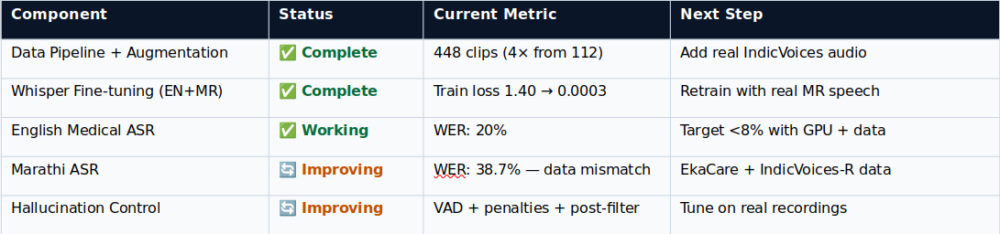 Component Status Current Metric Next Step
Data Pipeline + Augmentation ✅ Complete 448 clips (4× from 112) Add real IndicVoices audio
Whisper Fine-tuning (EN+MR) ✅ Complete Train loss 1.40 → 0.0003 Retrain with real MR speech
English Medical ASR ✅ Working WER: 20% Target <8% with GPU + data
Marathi ASR 🔄 Improving WER: 38.7% — data mismatch EkaCare + IndicVoices-R data
Hallucination Control 🔄 Improving VAD + penalties + post-filter Tune on real recordings